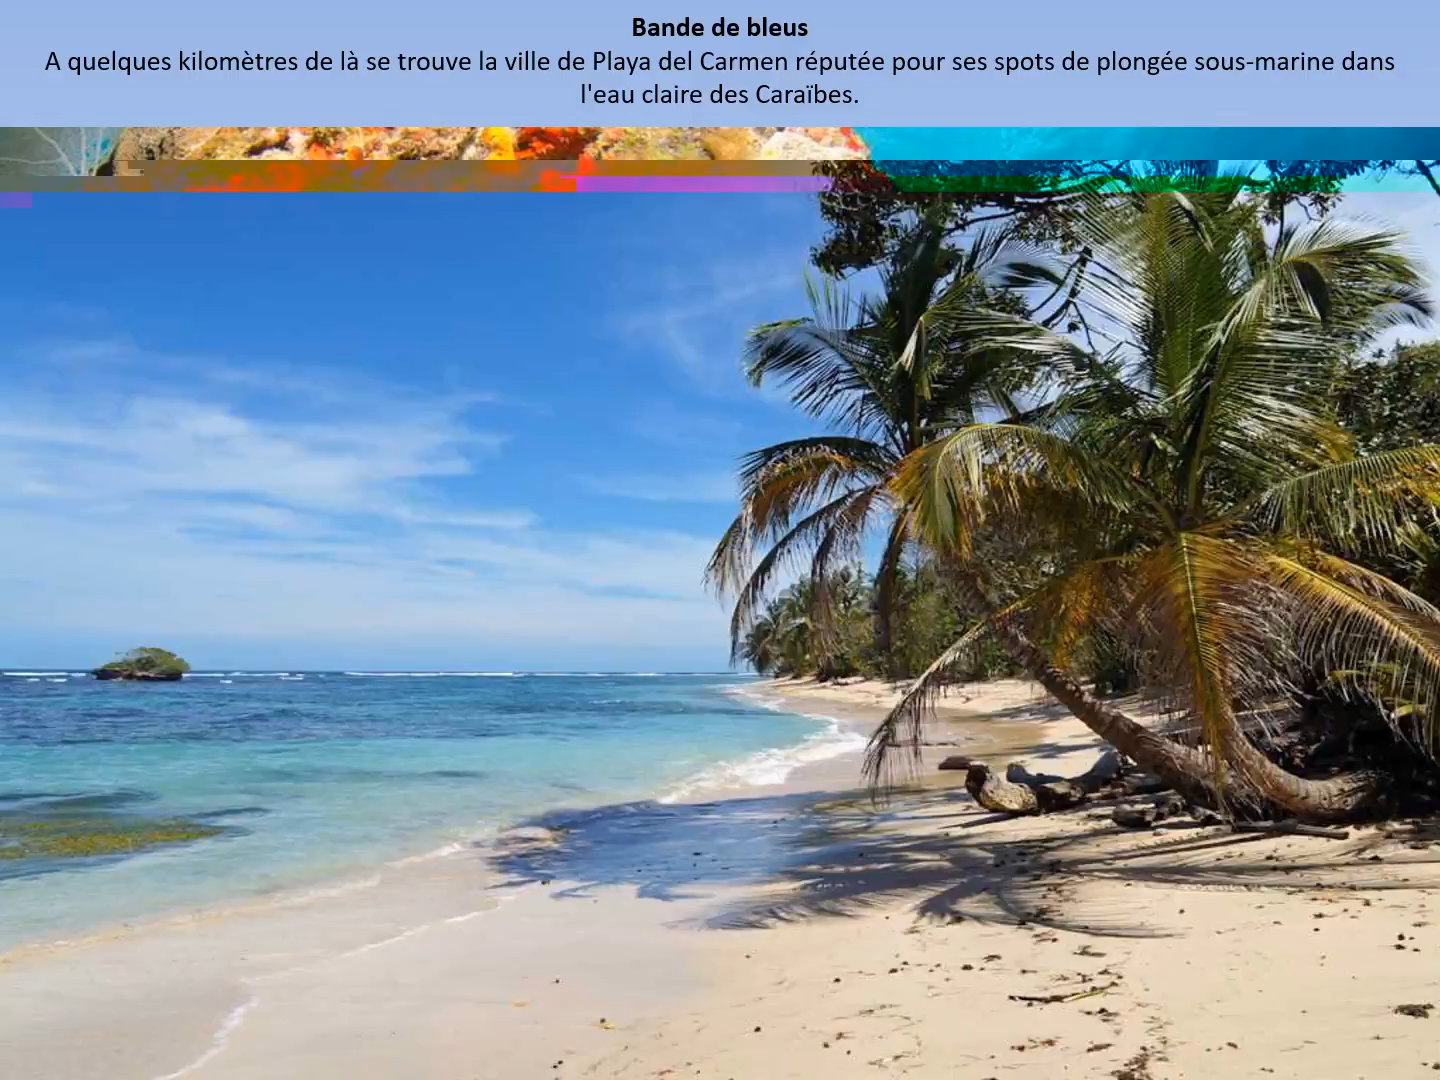 Bande de bleus
A quelques kilomètres de là se trouve la ville de Playa del Carmen réputée pour ses spots de plongée sous-marine dans
l'eau claire des Caraïbes.